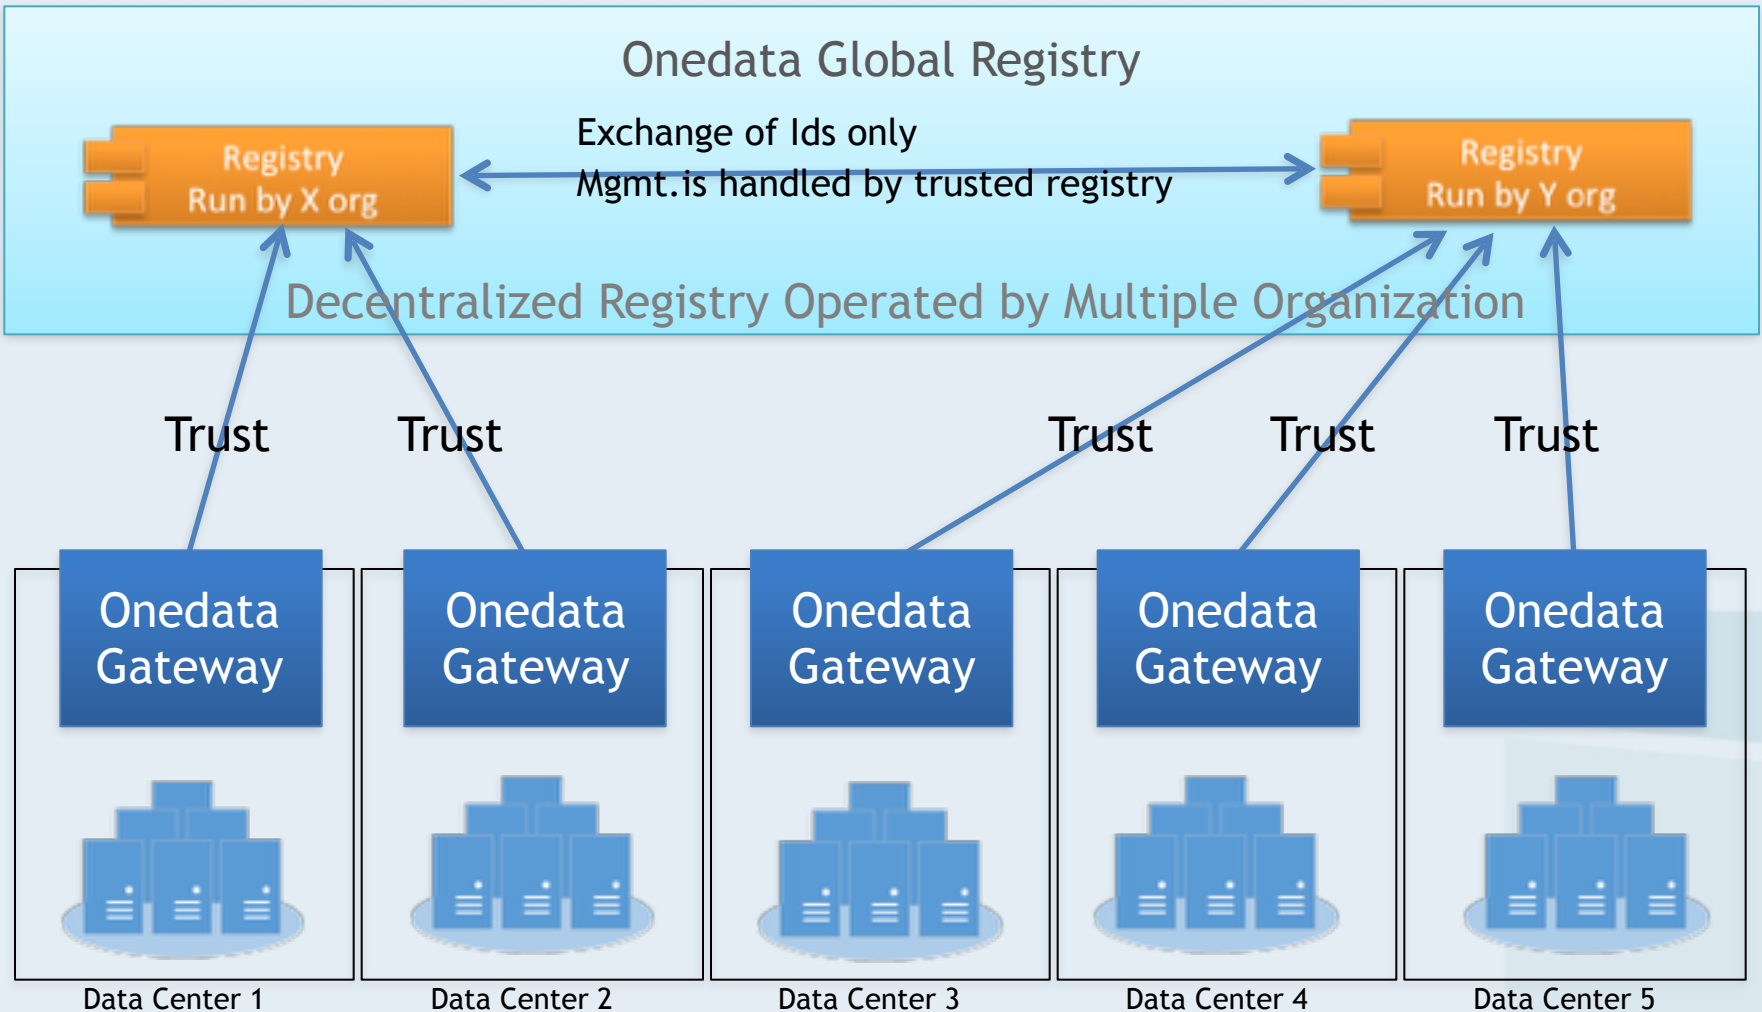 Onedata Global Registry
Exchange of Ids only
Mgmt.is handled by trusted registry
Registry
Run by X org
Registry
Run by Y org
Decentralized Registry Operated by Multiple Organization
Trust
Trust
Trust
Trust
Trust
Onedata
Gateway
Onedata
Gateway
Onedata
Gateway
Onedata
Gateway
Onedata
Gateway
Data Center 1
Data Center 2
Data Center 3
Data Center 4
Data Center 5